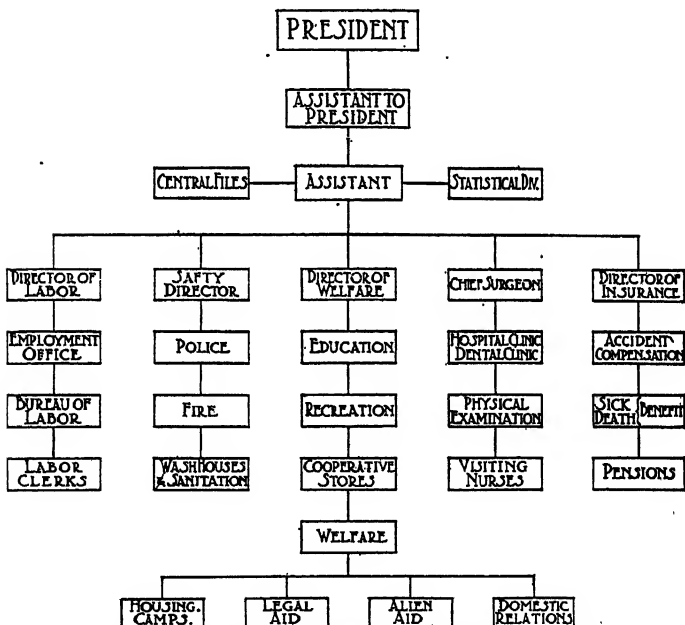 PRESIDENT
ASSISTANT TO
PRESIDENT
CENTRAL FILES
ASSISTANT
STATISTICAL DIV.
DIRECTOR OF
LABOR
SAFTY
DIRECTOR
DIRECTOR OF
WELFARE
CHIEF SURGEON
DIRECTOR OF
INSURANCE
EMPLOYMENT
OFFICE
POLICE
EDUCATION
HOSPITAL CLINIC
DENTAL CLINIC
ACCIDENT
COMPENSATION
BUREAU OF
LABOR
FIRE
RECREATION
PHYSICAL
EXAMINATION
SICK
DEATH
BENEFIT
LABOR
CLERKS
WASH HOUSES
& SANITATION
COOPERATIVE
STORES
VISITING
NURSES
PENSIONS
WELFARE
HOUSING.
CAMPS.
LEGAL
AID
ALIEN
AID
DOMESTIC
RELATIONS